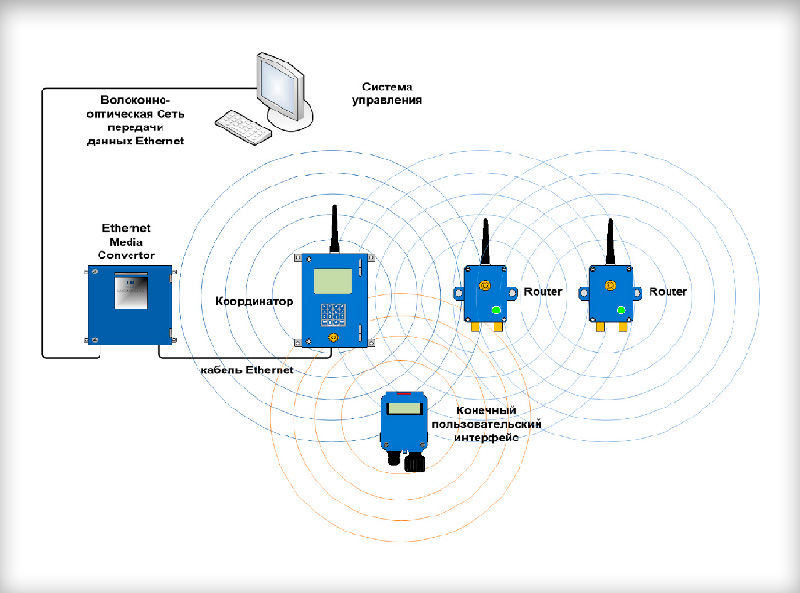 Система
управления
Волоконно-
оптическая Сеть
передачи
данных Ethernet
Ethernet
Media
Convertor
Координатор
Router
Router
кабель Ethernet
Конечный
пользовательский
интерфейс